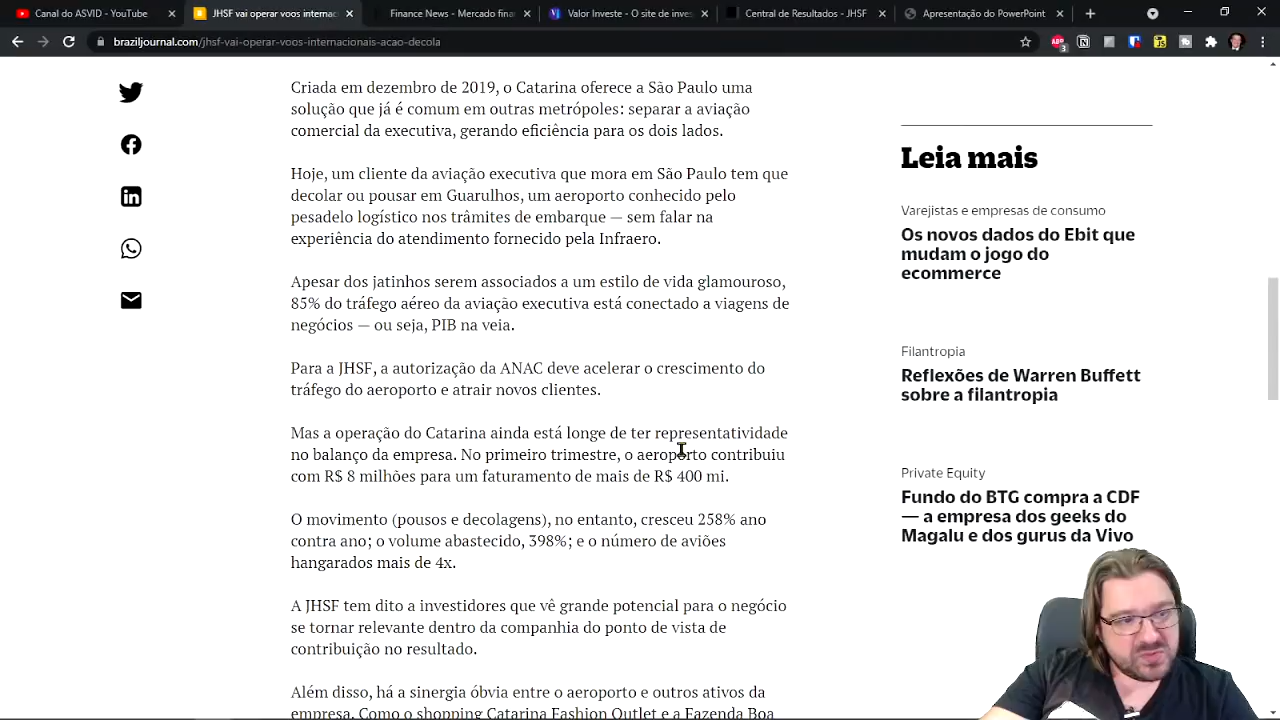 Canal do ASVID - YouTube
JHSF vai operar voos internac
Finance News - Mercado finan
Valor Investe - O site de inves
Central de Resultados - JHSF
Apresentação do PowerPoint
braziljournal.com/jhsf-vai-operar-voos-internacionais-acao-decola
Criada em dezembro de 2019, o Catarina oferece a São Paulo uma
solução que já é comum em outras metrópoles: separar a aviação
comercial da executiva, gerando eficiência para os dois lados.
Hoje, um cliente da aviação executiva que mora em São Paulo tem que
decolar ou pousar em Guarulhos, um aeroporto conhecido pelo
pesadelo logístico nos trâmites de embarque — sem falar na
experiência do atendimento fornecido pela Infraero.
Apesar dos jatinhos serem associados a um estilo de vida glamouroso,
85% do tráfego aéreo da aviação executiva está conectado a viagens de
negócios — ou seja, PIB na veia.
Para a JHSF, a autorização da ANAC deve acelerar o crescimento do
tráfego do aeroporto e atrair novos clientes.
Mas a operação do Catarina ainda está longe de ter representatividade
no balanço da empresa. No primeiro trimestre, o aeroporto contribuiu
com R$ 8 milhões para um faturamento de mais de R$ 400 mi.
O movimento (pousos e decolagens), no entanto, cresceu 258% ano
contra ano; o volume abastecido, 398%; e o número de aviões
hangarados mais de 4x.
A JHSF tem dito a investidores que vê grande potencial para o negócio
se tornar relevante dentro da companhia do ponto de vista de
contribuição no resultado.
Além disso, há a sinergia óbvia entre o aeroporto e outros ativos da
empresa. Como o shopping Catarina Fashion Outlet e a Fazenda Boa
Leia mais
Varejistas e empresas de consumo
Os novos dados do Ebit que
mudam o jogo do
ecommerce
Filantropia
Reflexões de Warren Buffett
sobre a filantropia
Private Equity
Fundo do BTG compra a CDF
— a empresa dos geeks do
Magalu e dos gurus da Vivo